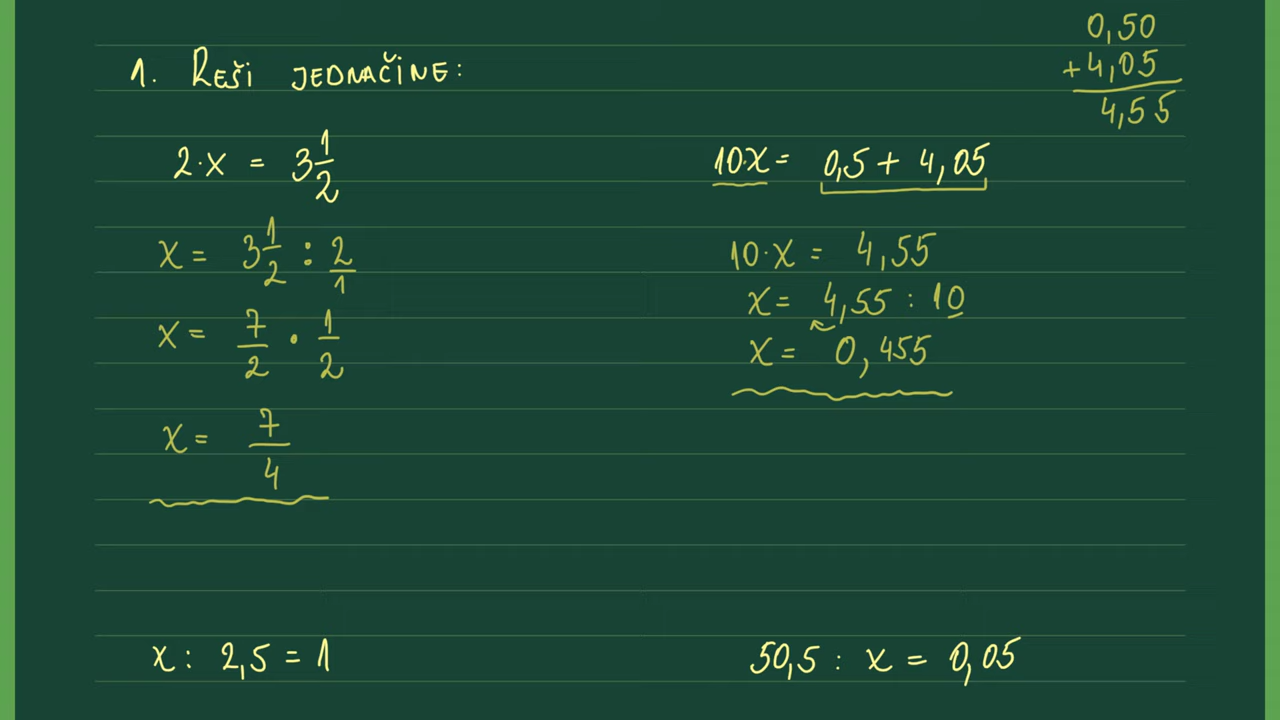 1. Reši jednačine:
2·x = 3 1/2
x = 3 1/2 : 2/1
x = 7/2 · 1/2
x = 7/4
0,50
+4,05
4,55
10·x = 0,5 + 4,05
10·x = 4,55
x = 4,55 : 10
x = 0,455
x : 2,5 = 1
50,5 : x = 0,05